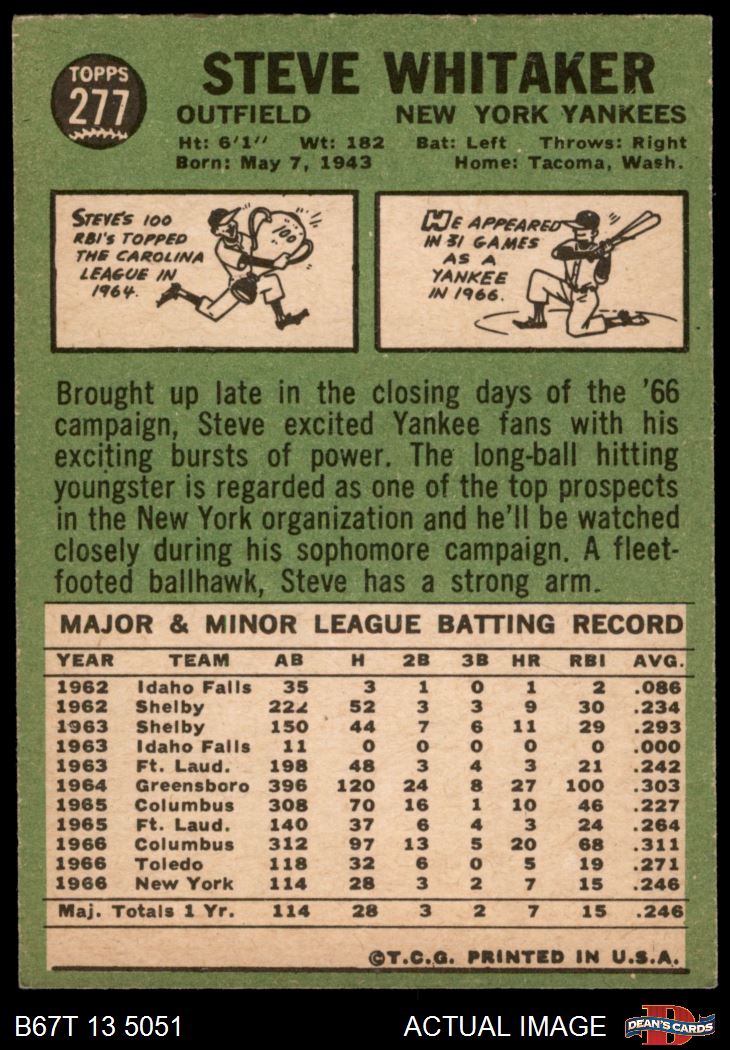 TOPPS
277
STEVE WHITAKER
OUTFIELD NEW YORK YANKEES
Ht: 6'1" Wt: 182 Bat: Left Throws: Right
Born: May 7, 1943 Home: Tacoma, Wash.
STEVE'S 100
RBI'S TOPPED
THE CAROLINA
LEAGUE IN
1964.
100
HE APPEARED
IN 31 GAMES
AS A
YANKEE
IN 1966.
Brought up late in the closing days of the '66
campaign, Steve excited Yankee fans with his
exciting bursts of power. The long-ball hitting
youngster is regarded as one of the top prospects
in the New York organization and he'll be watched
closely during his sophomore campaign. A fleet-
footed ballhawk, Steve has a strong arm.
MAJOR & MINOR LEAGUE BATTING RECORD
YEAR TEAM AB H 2B 3B HR RBI AVG.
1962 Idaho Falls 35 3 1 0 1 2 .086
1962 Shelby 222 52 3 3 9 30 .234
1963 Shelby 150 44 7 6 11 29 .293
1963 Idaho Falls 11 0 0 0 0 0 .000
1963 Ft. Laud. 198 48 3 4 3 21 .242
1964 Greensboro 396 120 24 8 27 100 .303
1965 Columbus 308 70 16 1 10 46 .227
1965 Ft. Laud. 140 37 6 4 3 24 .264
1966 Columbus 312 97 13 5 20 68 .311
1966 Toledo 118 32 6 0 5 19 .271
1966 New York 114 28 3 2 7 15 .246
Maj. Totals 1 Yr. 114 28 3 2 7 15 .246
©T.C.G. PRINTED IN U.S.A.
B67T 13 5051 ACTUAL IMAGE D DEAN'S CARDS